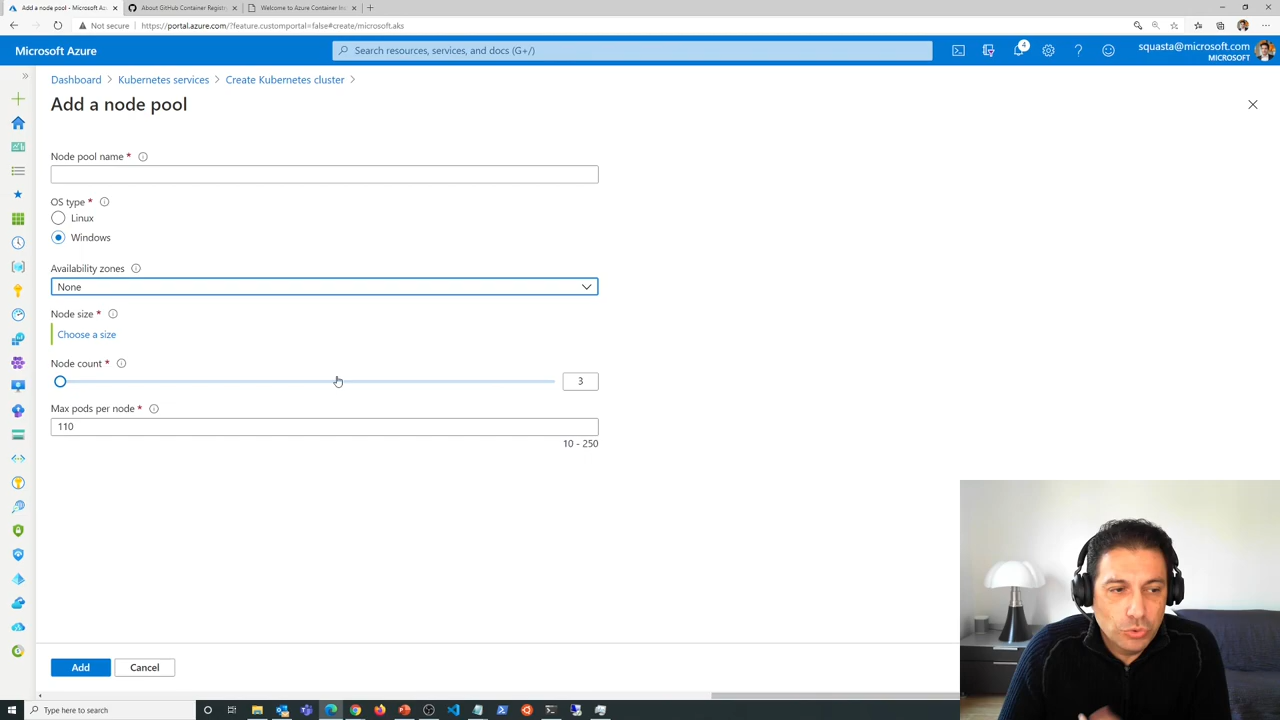 Add a node pool - Microsoft Az
About GitHub Container Registry
Welcome to Azure Container In
Not secure
https://portal.azure.com/?feature.customportal=false#create/microsoft.aks
Microsoft Azure
Search resources, services, and docs (G+/)
4
squasta@microsoft.com
MICROSOFT
Dashboard > Kubernetes services > Create Kubernetes cluster >
Add a node pool
Node pool name *
OS type *
Linux
Windows
Availability zones
None
Node size *
Choose a size
Node count *
3
Max pods per node *
110
10 - 250
Add
Cancel
Type here to search